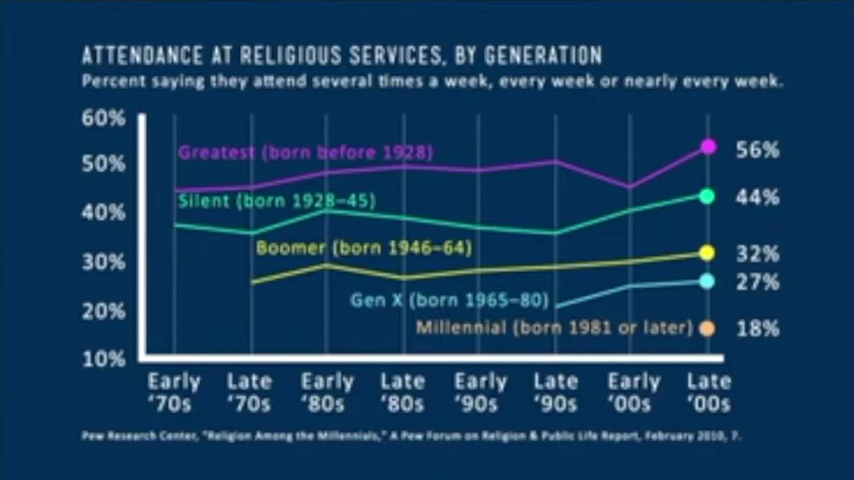 ATTENDANCE AT RELIGIOUS SERVICES, BY GENERATION
Percent saying they attend several times a week, every week or nearly every week.
60%
50%
40%
30%
20%
10%
Greatest (born before 1928)
Silent (born 1928–45)
Boomer (born 1946–64)
Gen X (born 1965–80)
Millennial (born 1981 or later)
56%
44%
32%
27%
18%
Early Late Early Late Early Late Early Late
'70s '70s '80s '80s '90s '90s '00s '00s
Pew Research Center, "Religion Among the Millennials," A Pew Forum on Religion & Public Life Report, February 2010, 7.